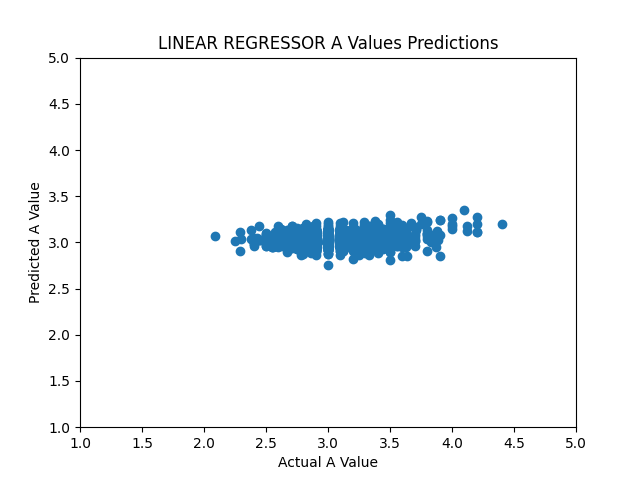 LINEAR REGRESSOR A Values Predictions
5.0
4.5
4.0
3.5
3.0
2.5
2.0
1.5
1.0
Predicted A Value
1.0 1.5 2.0 2.5 3.0 3.5 4.0 4.5 5.0
Actual A Value